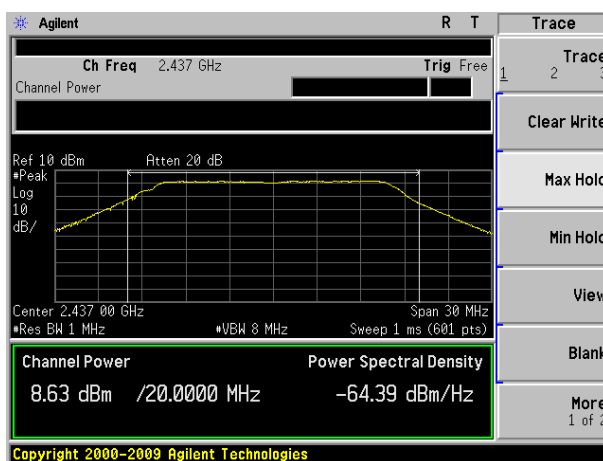 Agilent R T Trace
Ch Freq 2.437 GHz Trig Free
Channel Power
Trace
1 2 3
Clear Write
Max Hold
Min Hold
View
Blank
More
1 of 2
Ref 10 dBm Atten 20 dB
#Peak
Log
10
dB/
Center 2.437 00 GHz Span 30 MHz
#Res BW 1 MHz #VBW 8 MHz Sweep 1 ms (601 pts)
Channel Power Power Spectral Density
8.63 dBm /20.0000 MHz -64.39 dBm/Hz
Copyright 2000-2009 Agilent Technologies